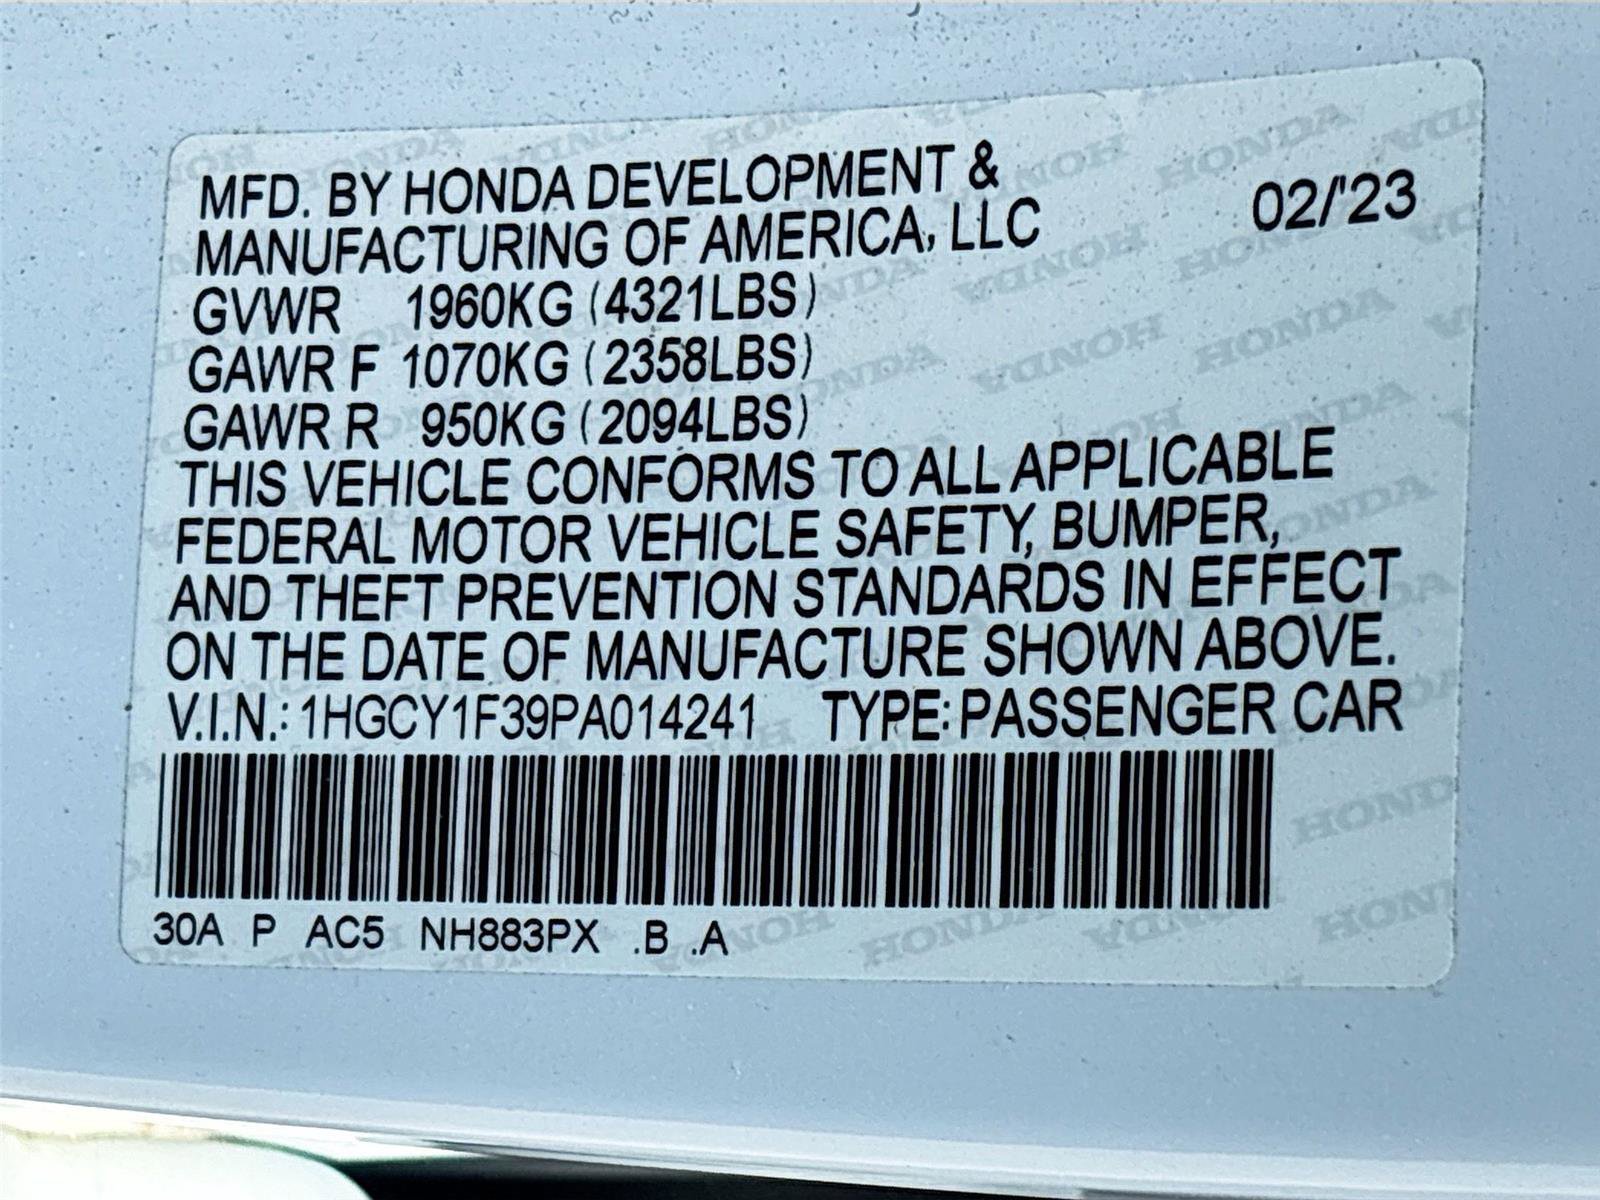 MFD. BY HONDA DEVELOPMENT &
MANUFACTURING OF AMERICA, LLC 02/'23
GVWR 1960KG (4321LBS)
GAWR F 1070KG (2358LBS)
GAWR R 950KG (2094LBS)
THIS VEHICLE CONFORMS TO ALL APPLICABLE
FEDERAL MOTOR VEHICLE SAFETY, BUMPER,
AND THEFT PREVENTION STANDARDS IN EFFECT
ON THE DATE OF MANUFACTURE SHOWN ABOVE.
V.I.N.: 1HGCY1F39PA014241 TYPE: PASSENGER CAR
30A P AC5 NH883PX .B .A